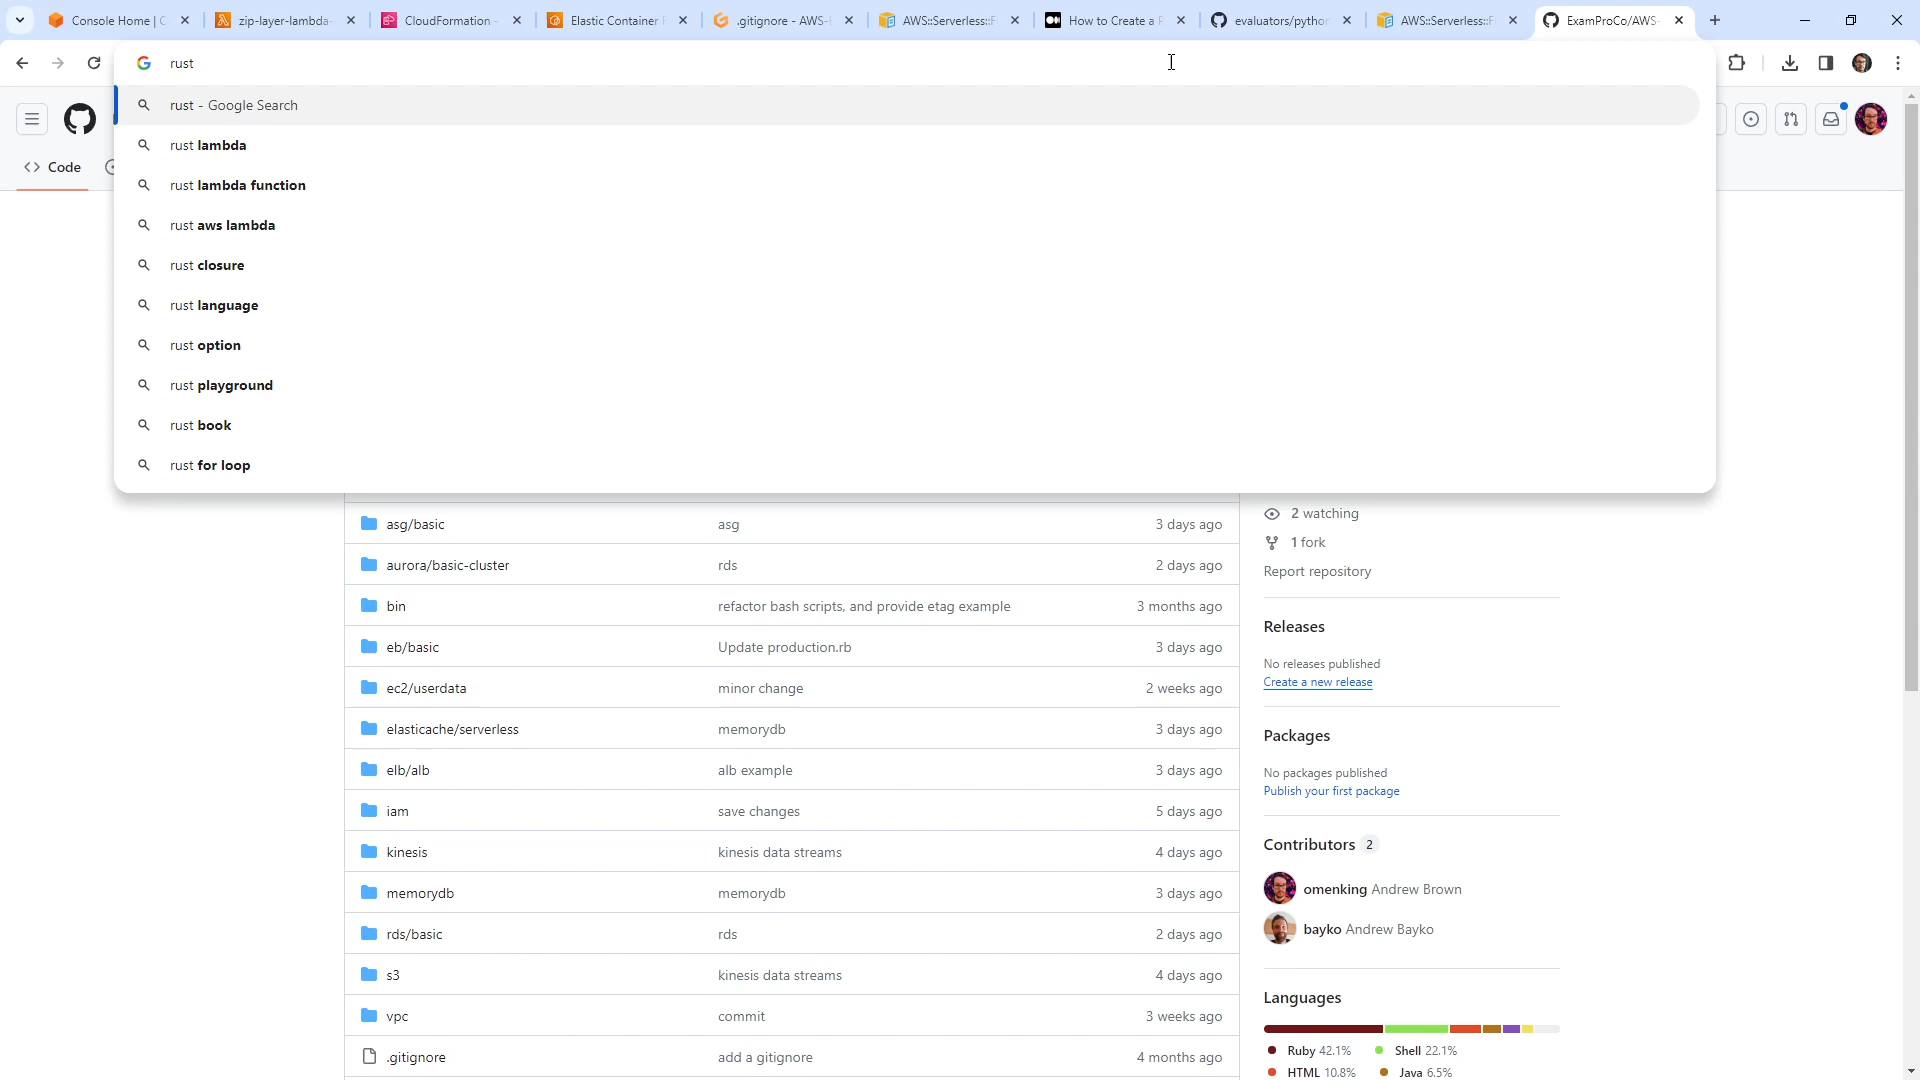 Console Home | C
zip-layer-lambda-
CloudFormation -
Elastic Container F
.gitignore - AWS-E
AWS::Serverless::F
How to Create a P
evaluators/python
AWS::Serverless::F
ExamProCo/AWS-
rust
rust - Google Search
rust lambda
rust lambda function
rust aws lambda
rust closure
rust language
rust option
rust playground
rust book
rust for loop
Code
asg/basic asg 3 days ago
aurora/basic-cluster rds 2 days ago
bin refactor bash scripts, and provide etag example 3 months ago
eb/basic Update production.rb 3 days ago
ec2/userdata minor change 2 weeks ago
elasticache/serverless memorydb 3 days ago
elb/alb alb example 3 days ago
iam save changes 5 days ago
kinesis kinesis data streams 4 days ago
memorydb memorydb 3 days ago
rds/basic rds 2 days ago
s3 kinesis data streams 4 days ago
vpc commit 3 weeks ago
.gitignore add a gitignore 4 months ago
2 watching
1 fork
Report repository
Releases
No releases published
Create a new release
Packages
No packages published
Publish your first package
Contributors 2
omenking Andrew Brown
bayko Andrew Bayko
Languages
Ruby 42.1% Shell 22.1%
HTML 10.8% Java 6.5%